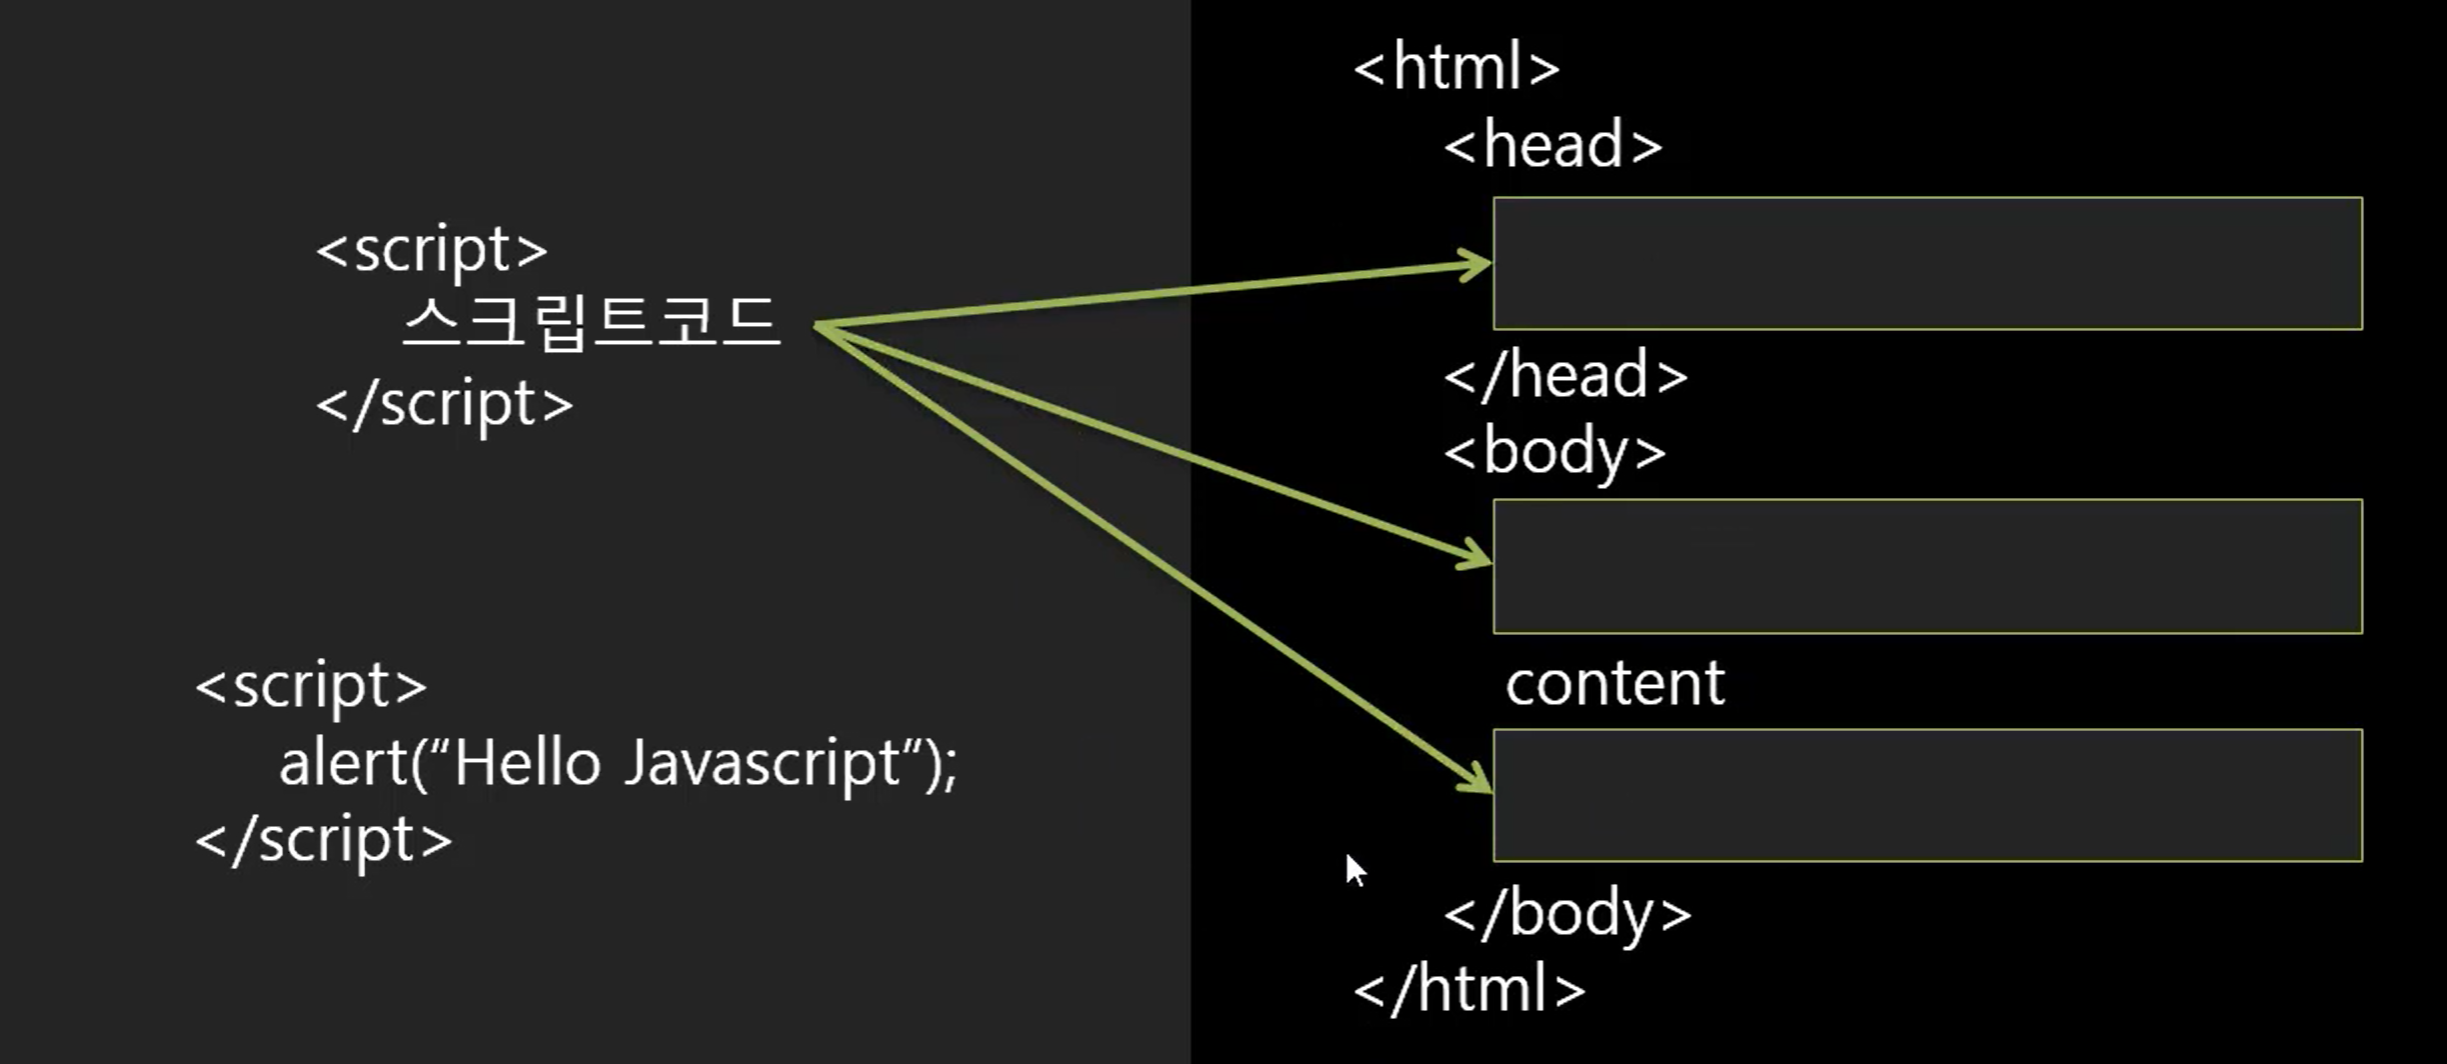 <script>
스크립트코드
</script>
<script>
alert(“Hello Javascript”);
</script>
<html>
<head>
</head>
<body>
content
</body>
</html>